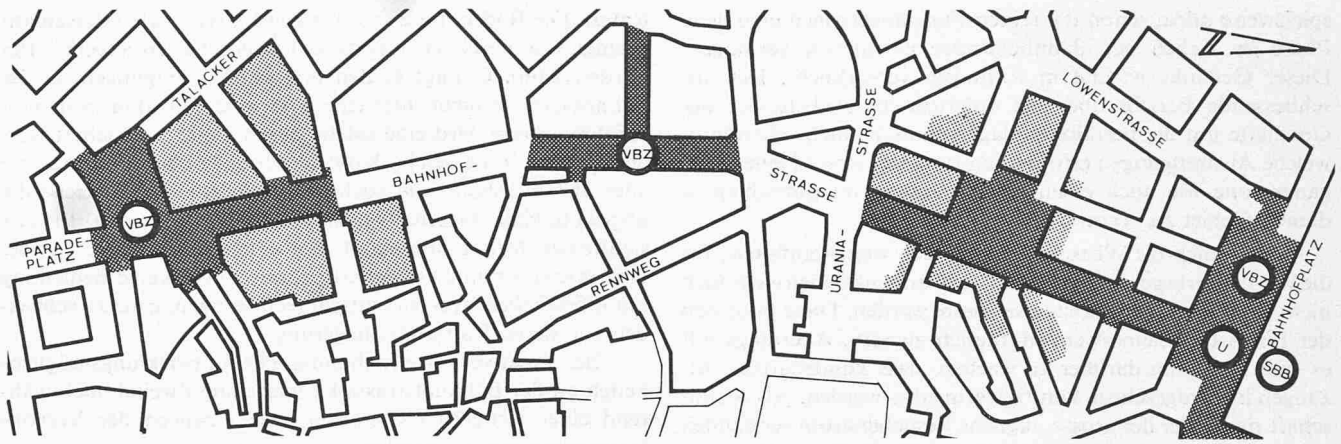 TALACKER
PARADE-
PLATZ
VBZ
BAHNHOF-
RENNWEG
VBZ
STRASSE
STRASSE
URANIA-
LÖWENSTRASSE
VBZ
BAHNHOFPLATZ
U
SBB